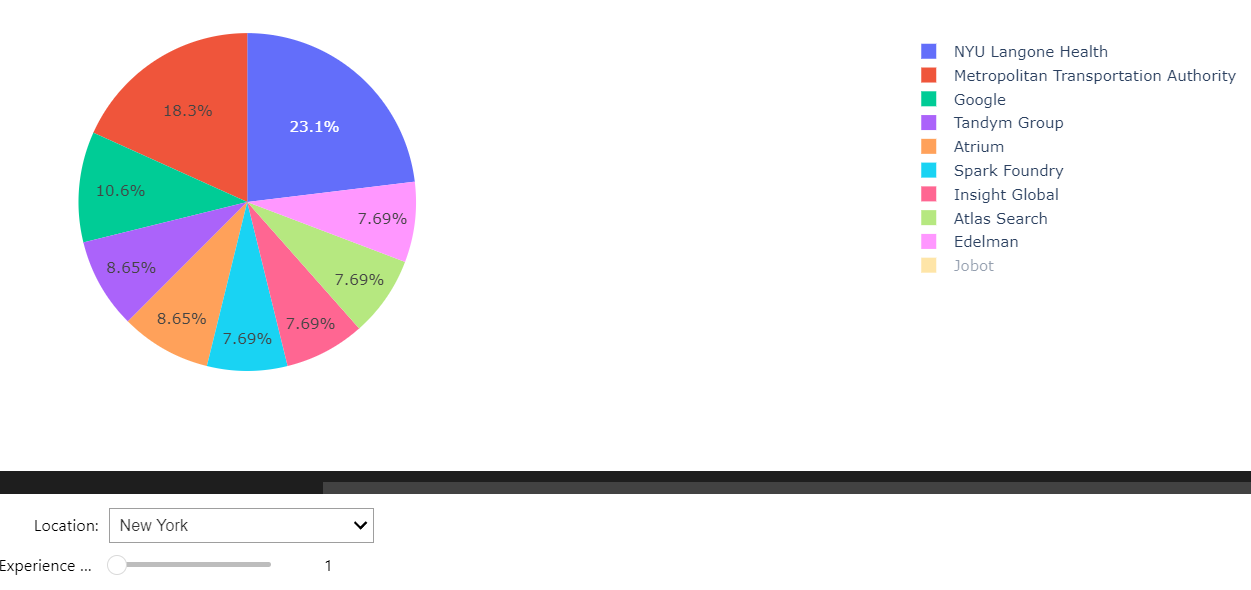 18.3%
23.1%
10.6%
7.69%
8.65%
7.69%
8.65%
7.69%
7.69%
NYU Langone Health
Metropolitan Transportation Authority
Google
Tandym Group
Atrium
Spark Foundry
Insight Global
Atlas Search
Edelman
Jobot
Location: New York
Experience ... 1